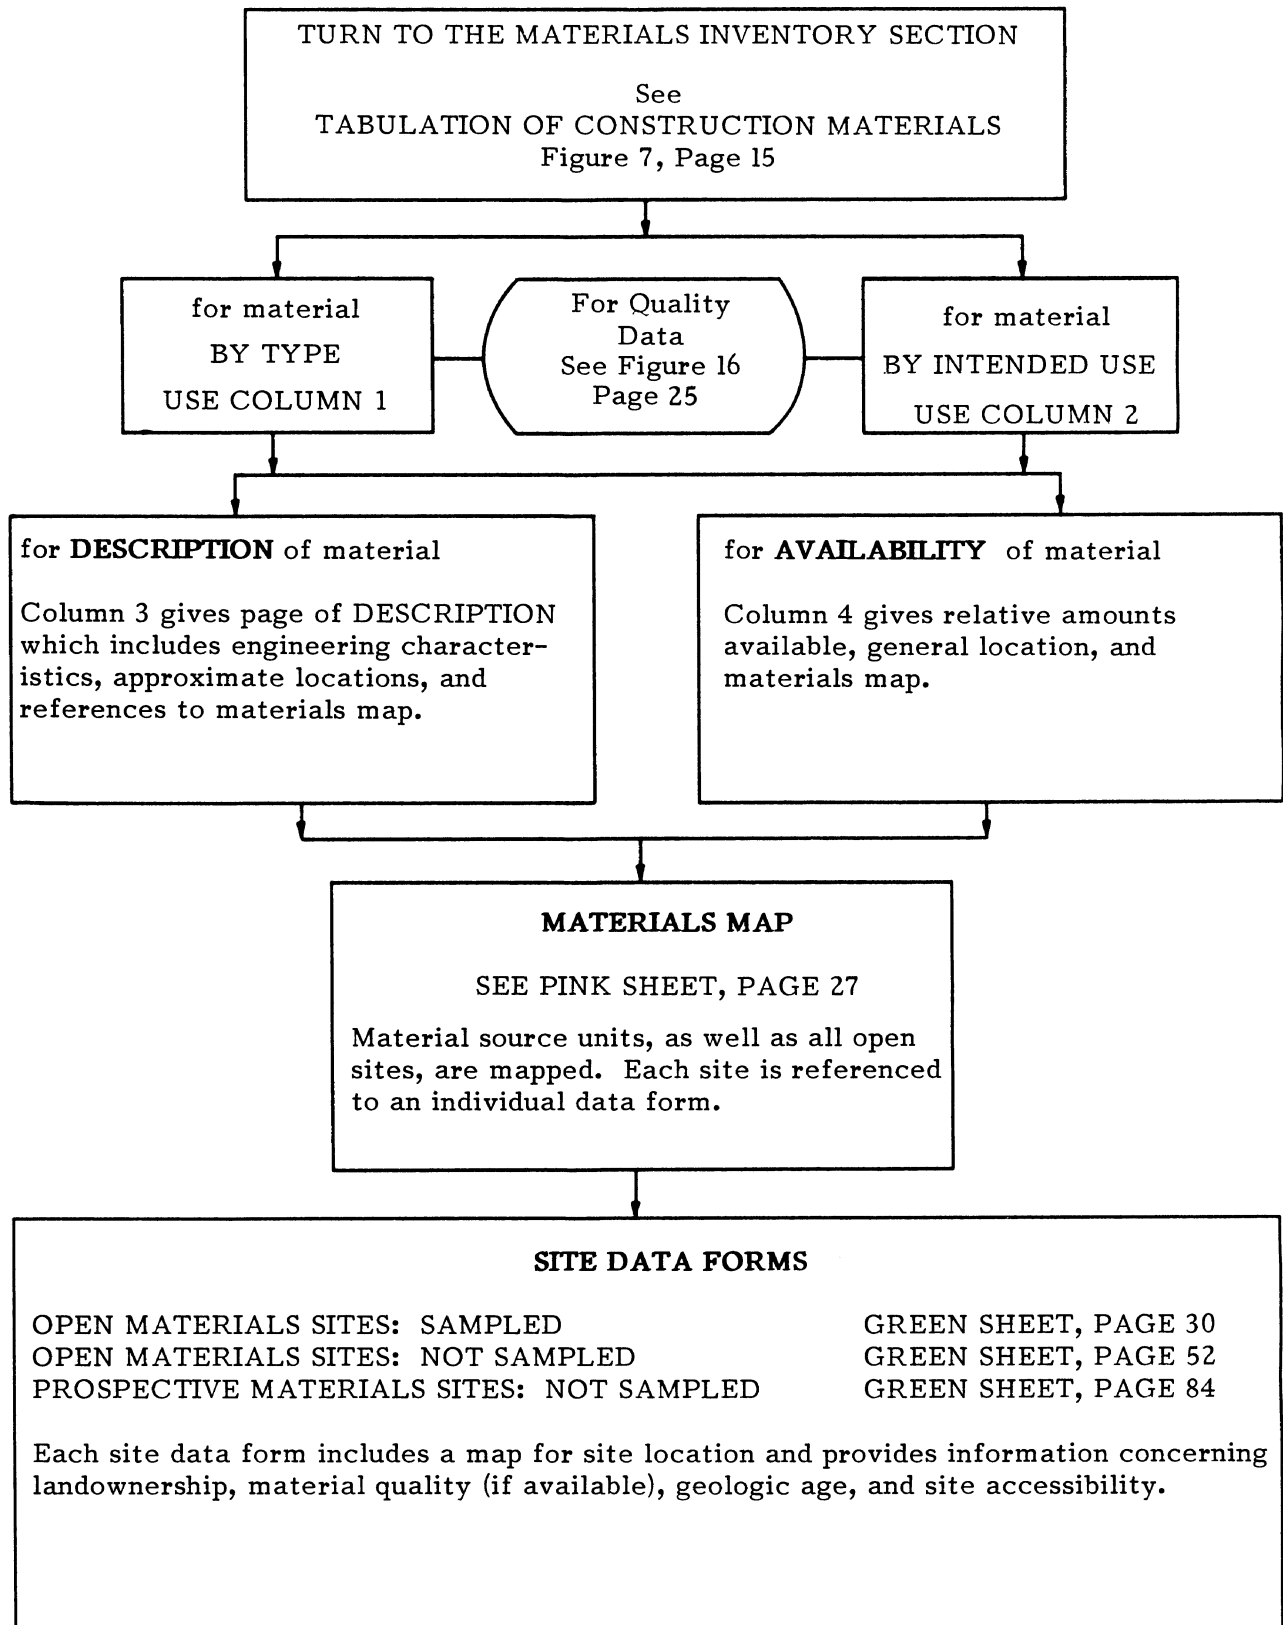 TURN TO THE MATERIALS INVENTORY SECTION
See
TABULATION OF CONSTRUCTION MATERIALS
Figure 7, Page 15
for material
BY TYPE
USE COLUMN 1
For Quality
Data
See Figure 16
Page 25
for material
BY INTENDED USE
USE COLUMN 2
for DESCRIPTION of material
Column 3 gives page of DESCRIPTION
which includes engineering character-
istics, approximate locations, and
references to materials map.
for AVAILABILITY of material
Column 4 gives relative amounts
available, general location, and
materials map.
MATERIALS MAP
SEE PINK SHEET, PAGE 27
Material source units, as well as all open
sites, are mapped. Each site is referenced
to an individual data form.
SITE DATA FORMS
OPEN MATERIALS SITES: SAMPLED GREEN SHEET, PAGE 30
OPEN MATERIALS SITES: NOT SAMPLED GREEN SHEET, PAGE 52
PROSPECTIVE MATERIALS SITES: NOT SAMPLED GREEN SHEET, PAGE 84
Each site data form includes a map for site location and provides information concerning
landownership, material quality (if available), geologic age, and site accessibility.